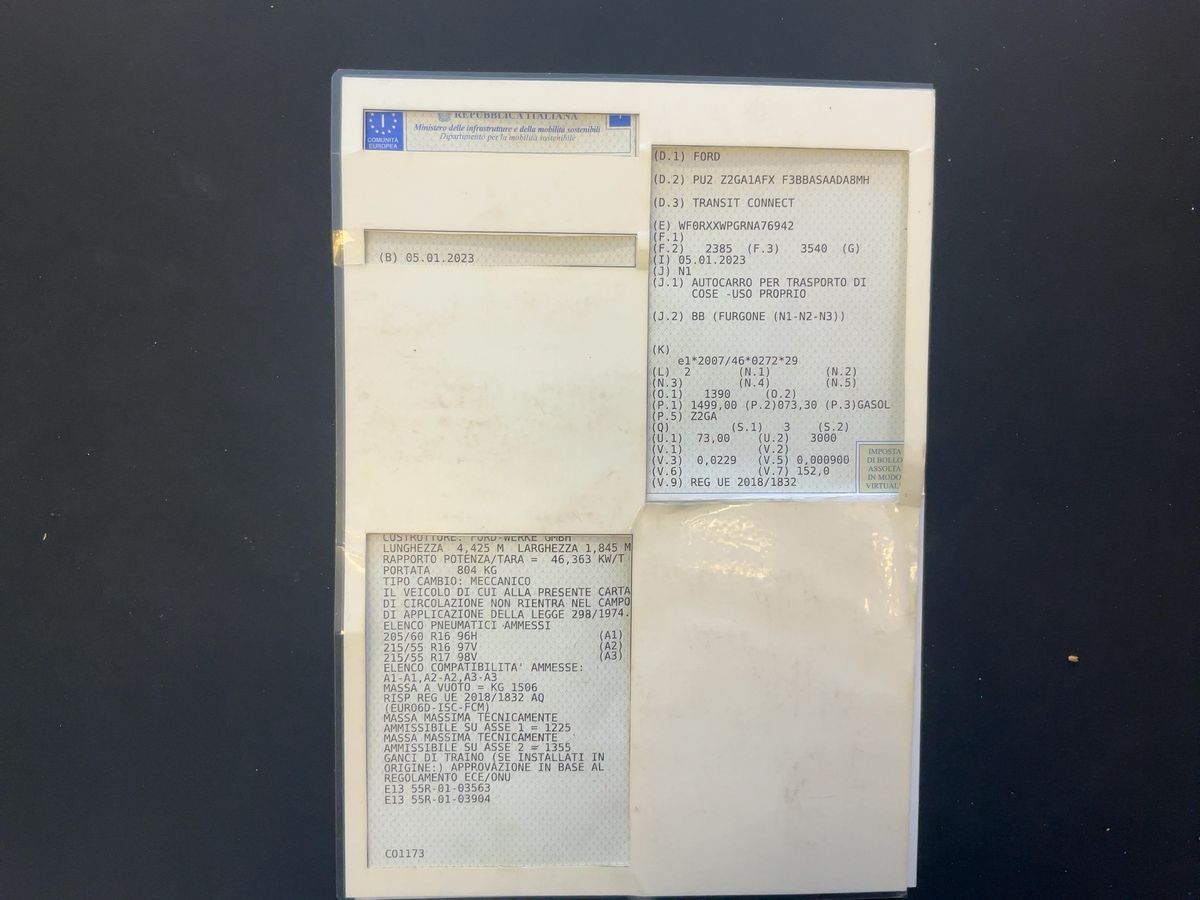 REPUBBLICA ITALIANA
Ministero delle infrastrutture e della mobilità sostenibili
Dipartimento per la mobilità sostenibile
I
COMUNITÀ
EUROPEA
(B) 05.01.2023
(D.1) FORD
(D.2) PU2 Z2GA1AFX F3BBASAADA8MH
(D.3) TRANSIT CONNECT
(E) WF0RXXWPGRNA76942
(F.1)
(F.2) 2385 (F.3) 3540 (G)
(I) 05.01.2023
(J) N1
(J.1) AUTOCARRO PER TRASPORTO DI
COSE -USO PROPRIO
(J.2) BB (FURGONE (N1-N2-N3))
(K)
e1*2007/46*0272*29
(L) 2 (N.1) (N.2)
(N.3) (N.4) (N.5)
(O.1) 1390 (O.2)
(P.1) 1499,00 (P.2)073,30 (P.3)GASOL
(P.5) Z2GA
(Q) (S.1) 3 (S.2)
(U.1) 73,00 (U.2) 3000
(V.1) (V.2)
(V.3) 0,0229 (V.5) 0,000900
(V.6) (V.7) 152,0
(V.9) REG UE 2018/1832
IMPOSTA
DI BOLLO
ASSOLTA
IN MODO
VIRTUAL
COSTRUTTORE: FORD-WERKE GMBH
LUNGHEZZA 4,425 M LARGHEZZA 1,845 M
RAPPORTO POTENZA/TARA = 46,363 KW/T
PORTATA 804 KG
TIPO CAMBIO: MECCANICO
IL VEICOLO DI CUI ALLA PRESENTE CARTA
DI CIRCOLAZIONE NON RIENTRA NEL CAMPO
DI APPLICAZIONE DELLA LEGGE 298/1974.
ELENCO PNEUMATICI AMMESSI
205/60 R16 96H (A1)
215/55 R16 97V (A2)
215/55 R17 98V (A3)
ELENCO COMPATIBILITA' AMMESSE:
A1-A1,A2-A2,A3-A3
MASSA A VUOTO = KG 1506
RISP REG UE 2018/1832 AQ
(EURO6D-ISC-FCM)
MASSA MASSIMA TECNICAMENTE
AMMISSIBILE SU ASSE 1 = 1225
MASSA MASSIMA TECNICAMENTE
AMMISSIBILE SU ASSE 2 = 1355
GANCI DI TRAINO (SE INSTALLATI IN
ORIGINE:) APPROVAZIONE IN BASE AL
REGOLAMENTO ECE/ONU
E13 55R-01-03563
E13 55R-01-03904
C01173